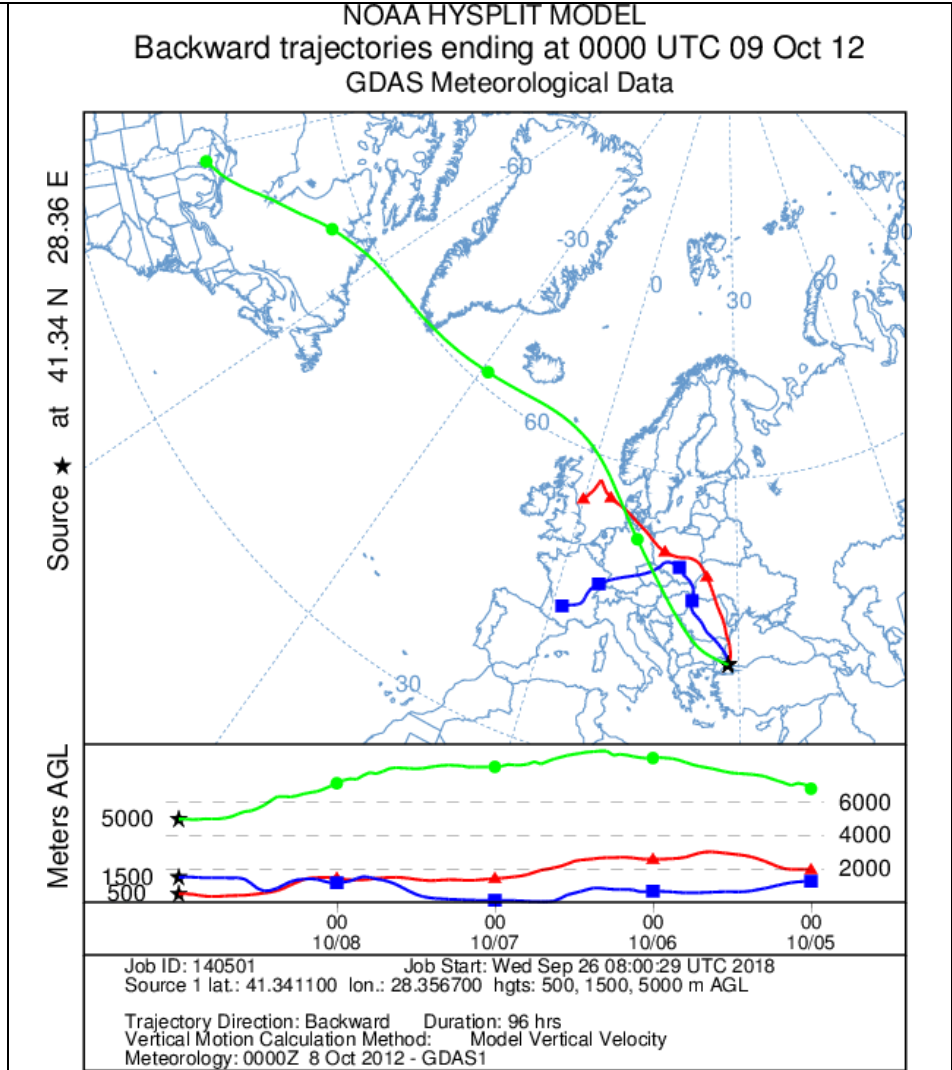 NOAA HYSPLIT MODEL
Backward trajectories ending at 0000 UTC 09 Oct 12
GDAS Meteorological Data
Source ★ at 41.34 N 28.36 E
-60
-30
0
30
60
90
60
30
Meters AGL
5000
1500
500
6000
4000
2000
00 00 00 00
10/08 10/07 10/06 10/05
Job ID: 140501 Job Start: Wed Sep 26 08:00:29 UTC 2018
Source 1 lat.: 41.341100 lon.: 28.356700 hgts: 500, 1500, 5000 m AGL
Trajectory Direction: Backward Duration: 96 hrs
Vertical Motion Calculation Method: Model Vertical Velocity
Meteorology: 0000Z 8 Oct 2012 - GDAS1